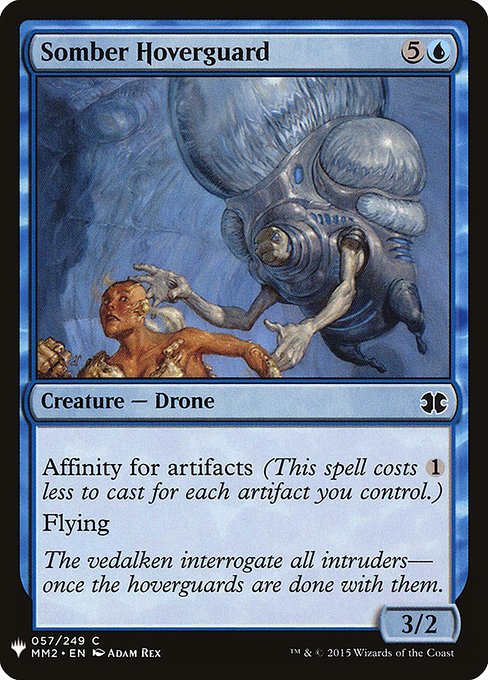 Somber Hoverguard 5
Creature — Drone
Affinity for artifacts (This spell costs 1
less to cast for each artifact you control.)
Flying
The vedalken interrogate all intruders—
once the hoverguards are done with them.
3/2
057/249 C
MM2 • EN Adam Rex
™ & © 2015 Wizards of the Coast